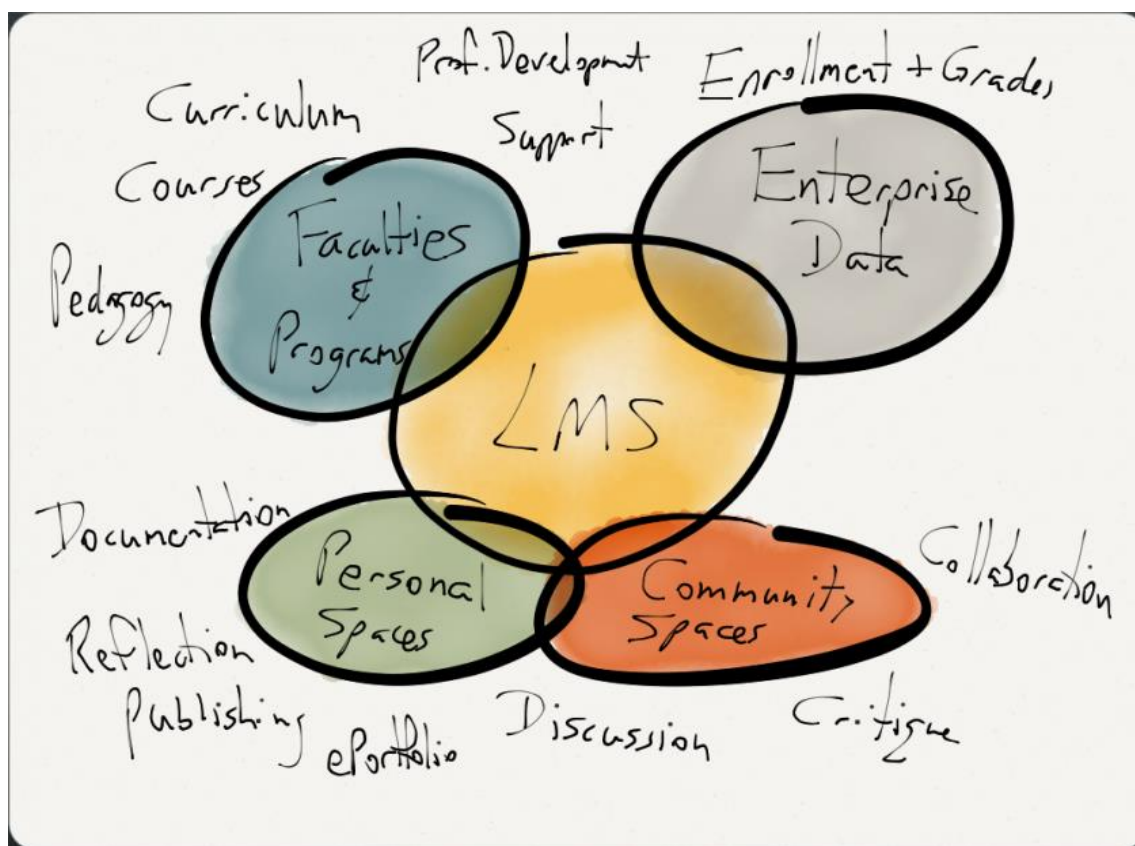 Prof. Development
Support
Enrollment + Grades
Curriculum
Courses
Pedagogy
Faculties
&
Programs
Enterprise
Data
LMS
Documentation
Reflection
Publishing
ePortfolio
Personal
Spaces
Community
Spaces
Discussion
Collaboration
Critique